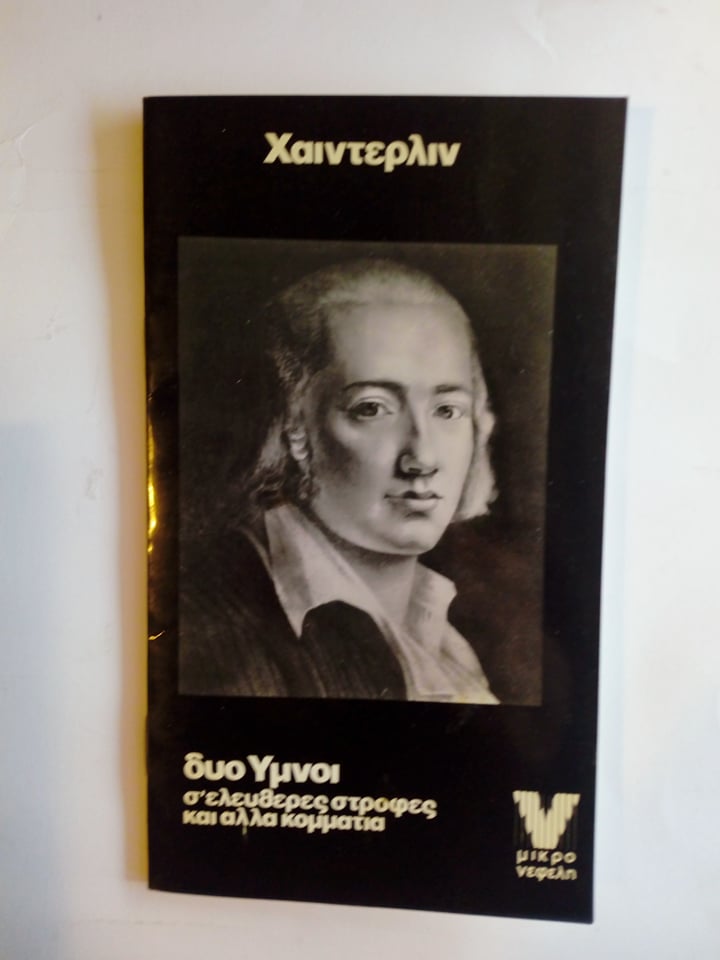 Χαιντερλιν
δυο Υμνοι
σ'ελευθερες στροφες
και αλλα κομματια
μικρο
νεφελη